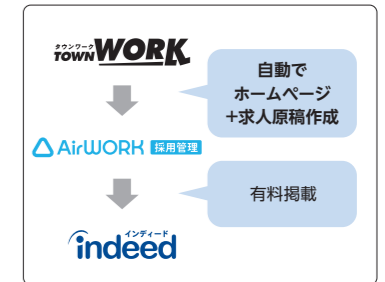 タウンワーク
TOWN WORK
自動で
ホームページ
+求人原稿作成
AirWORK 採用管理
有料掲載
インディード
indeed